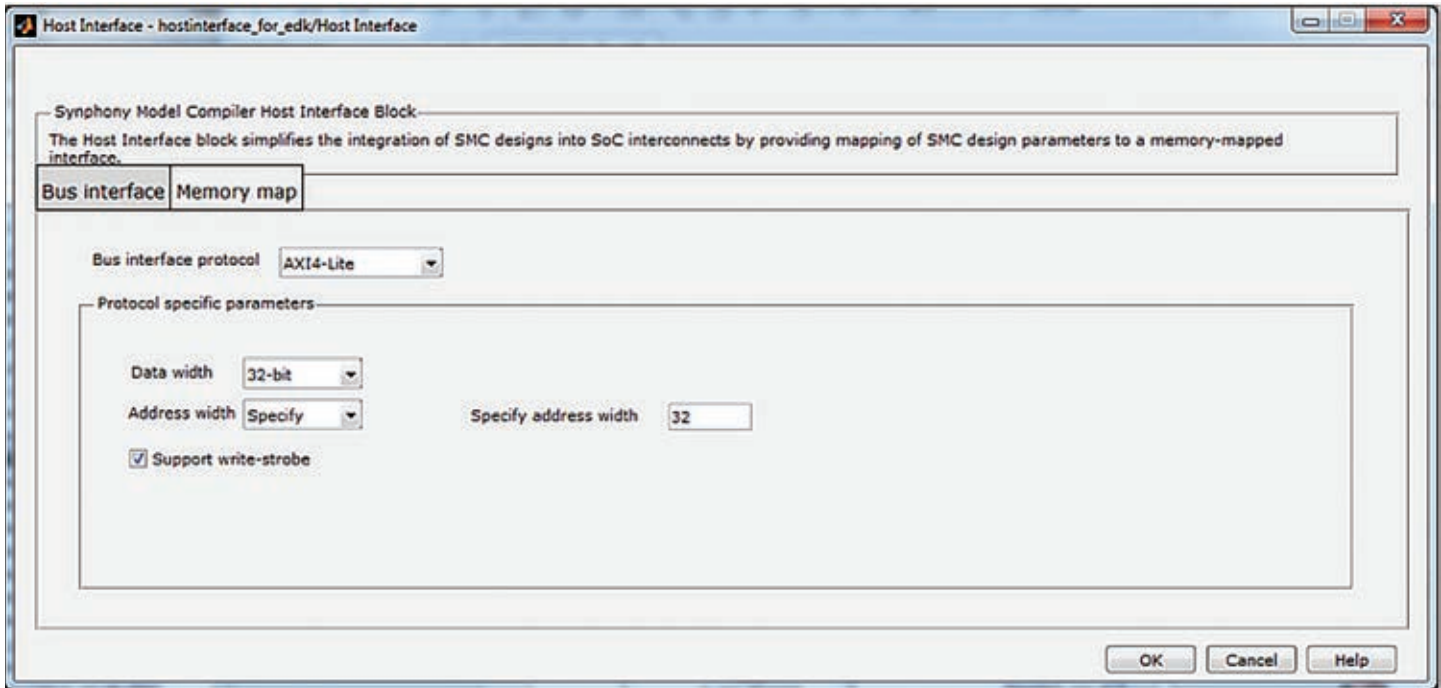 Host Interface - hostinterface_for_edk/Host Interface
Synphony Model Compiler Host Interface Block
The Host Interface block simplifies the integration of SMC designs into SoC interconnects by providing mapping of SMC design parameters to a memory-mapped
interface.
Bus interface Memory map
Bus interface protocol AXI4-Lite
Protocol specific parameters
Data width 32-bit
Address width Specify Specify address width 32
Support write-strobe
OK Cancel Help